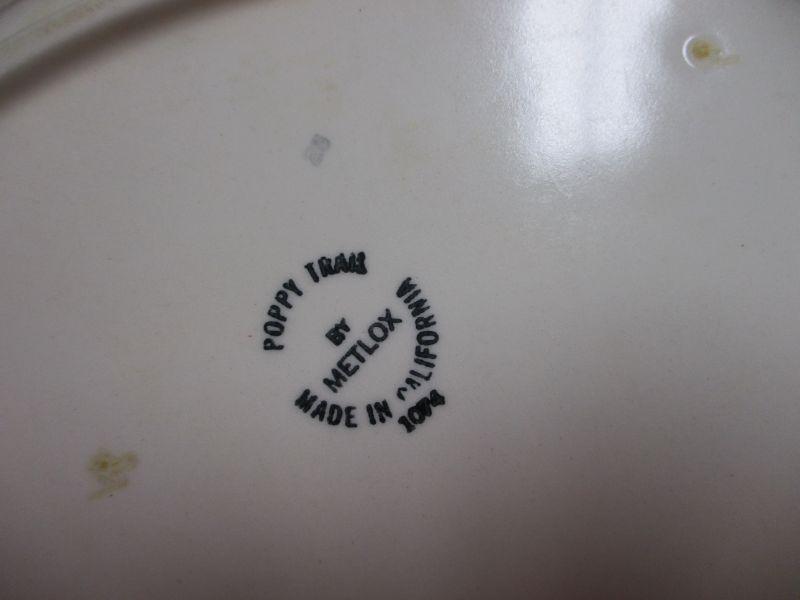 POPPY TRAIL
BY
METLOX
MADE IN CALIFORNIA
1074